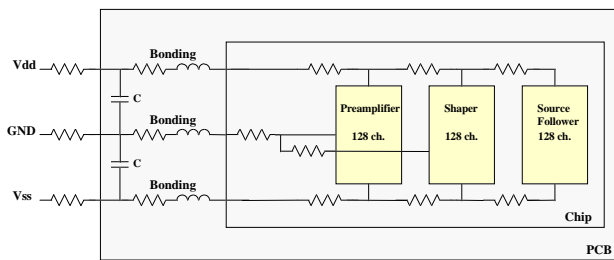 Bonding
Vdd
C
Preamplifier
128 ch.
Shaper
128 ch.
Source
Follower
128 ch.
Bonding
GND
C
Bonding
Vss
Chip
PCB